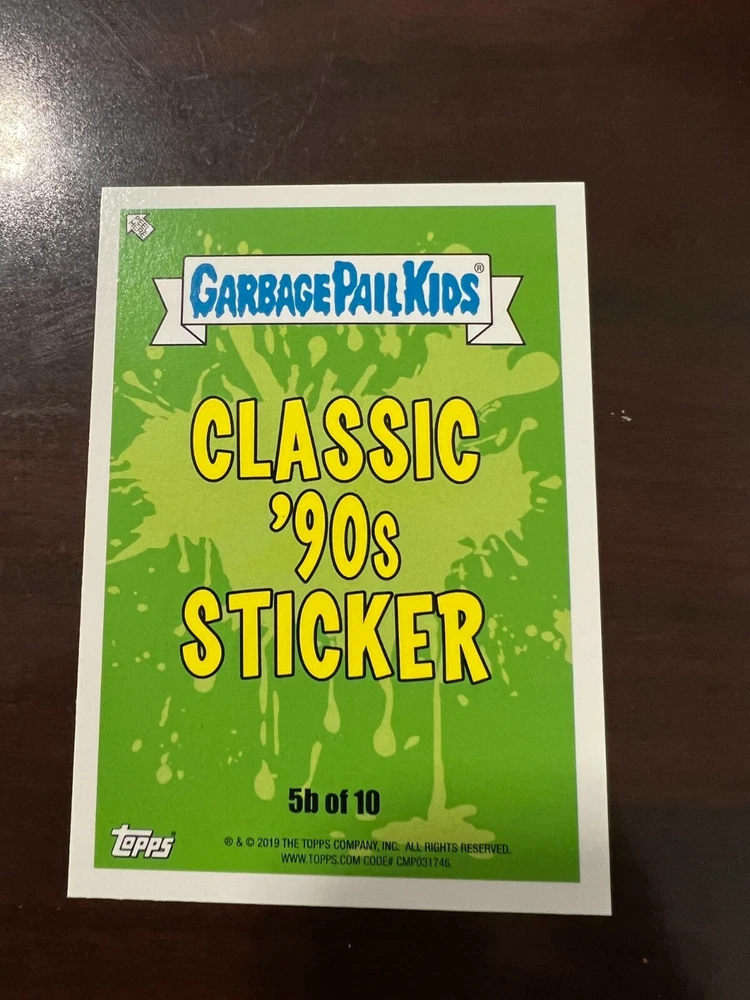 GARBAGE PAIL KIDS®
CLASSIC
'90s
STICKER
5b of 10
TOPPS®
® & © 2019 THE TOPPS COMPANY, INC. ALL RIGHTS RESERVED.
WWW.TOPPS.COM CODE# CMP031746